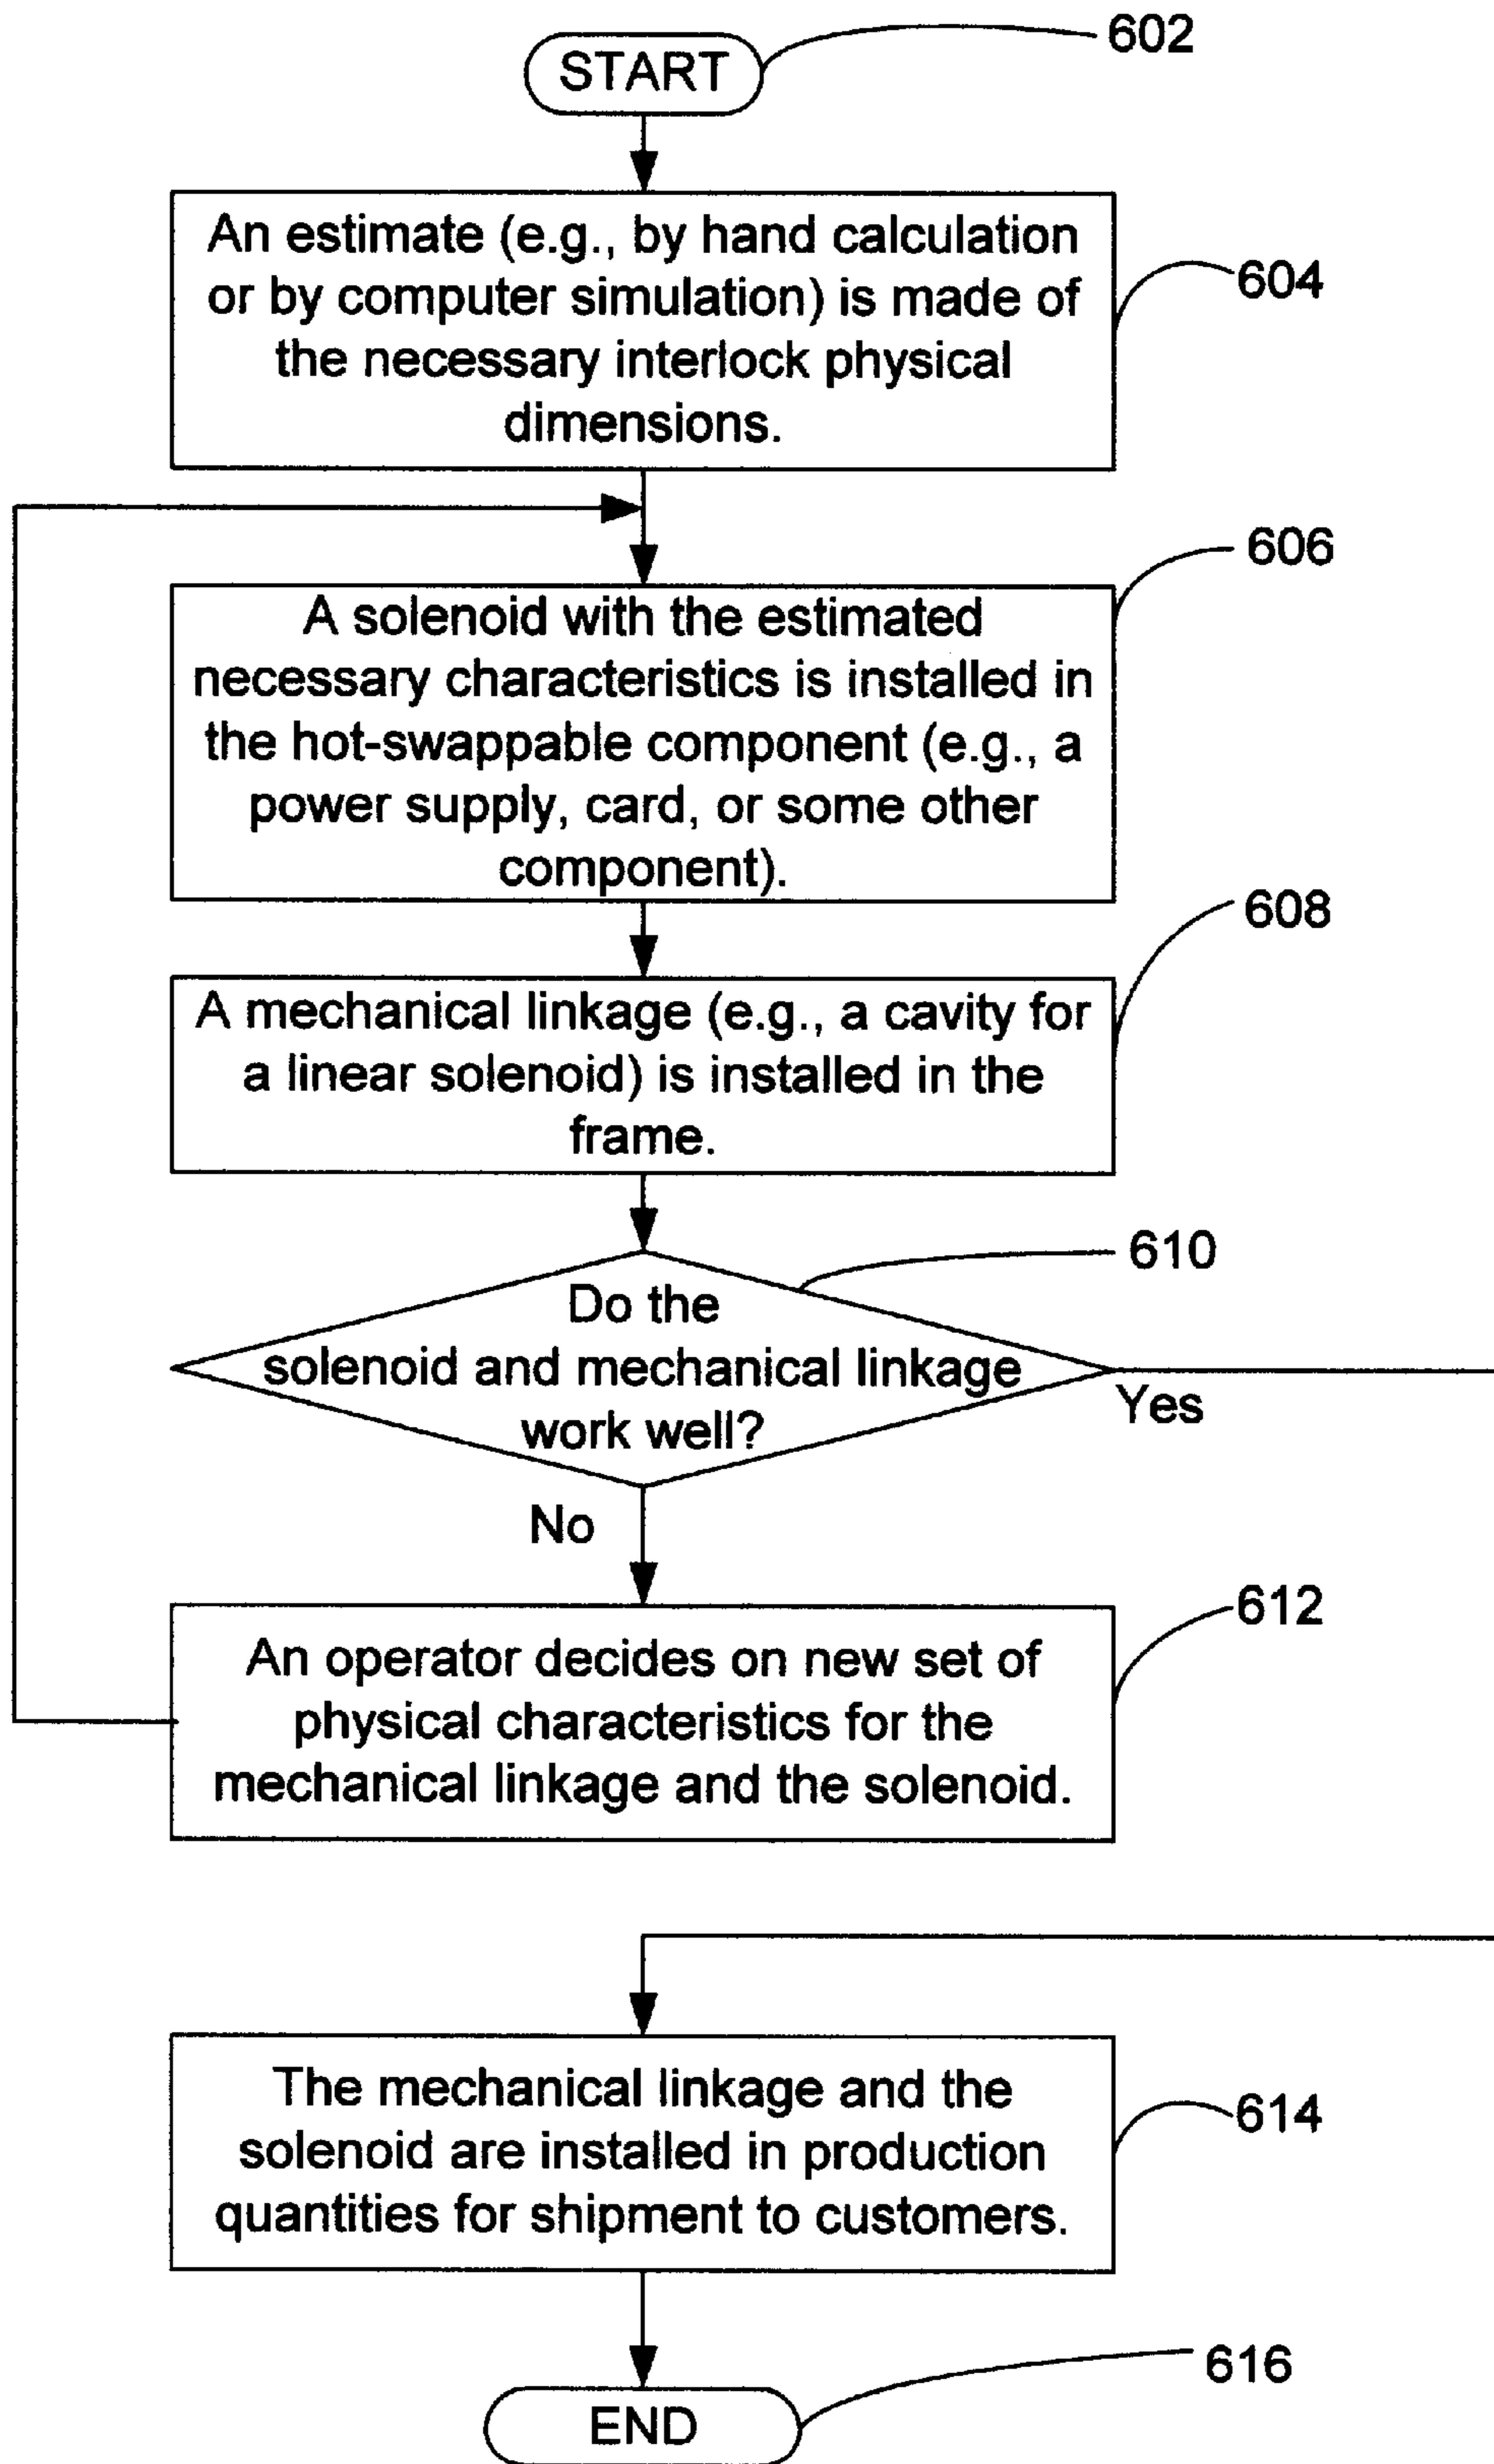 START
602
An estimate (e.g., by hand calculation
or by computer simulation) is made of
the necessary interlock physical
dimensions.
604
A solenoid with the estimated
necessary characteristics is installed in
the hot-swappable component (e.g., a
power supply, card, or some other
component).
606
A mechanical linkage (e.g., a cavity for
a linear solenoid) is installed in the
frame.
608
Do the
solenoid and mechanical linkage
work well?
610
Yes
No
An operator decides on new set of
physical characteristics for the
mechanical linkage and the solenoid.
612
The mechanical linkage and the
solenoid are installed in production
quantities for shipment to customers.
614
END
616